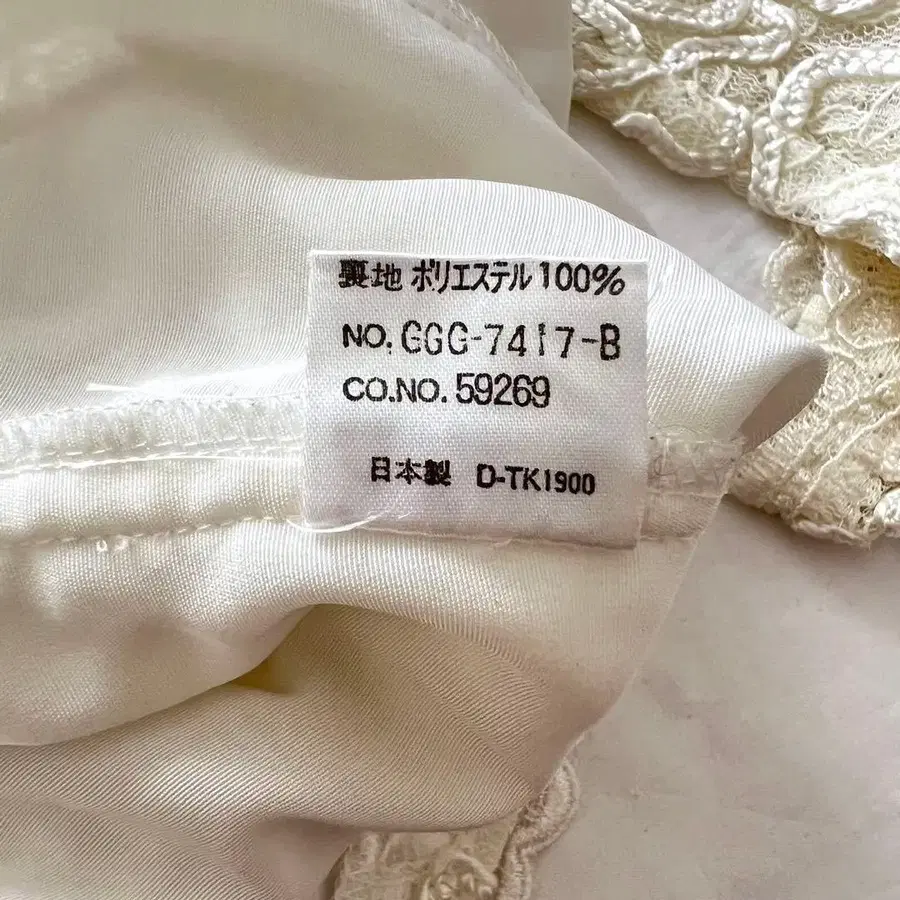 裏地 ポリエステル 100%
NO. GGG-7417-B
CO.NO. 59269
日本製 D-TK1900